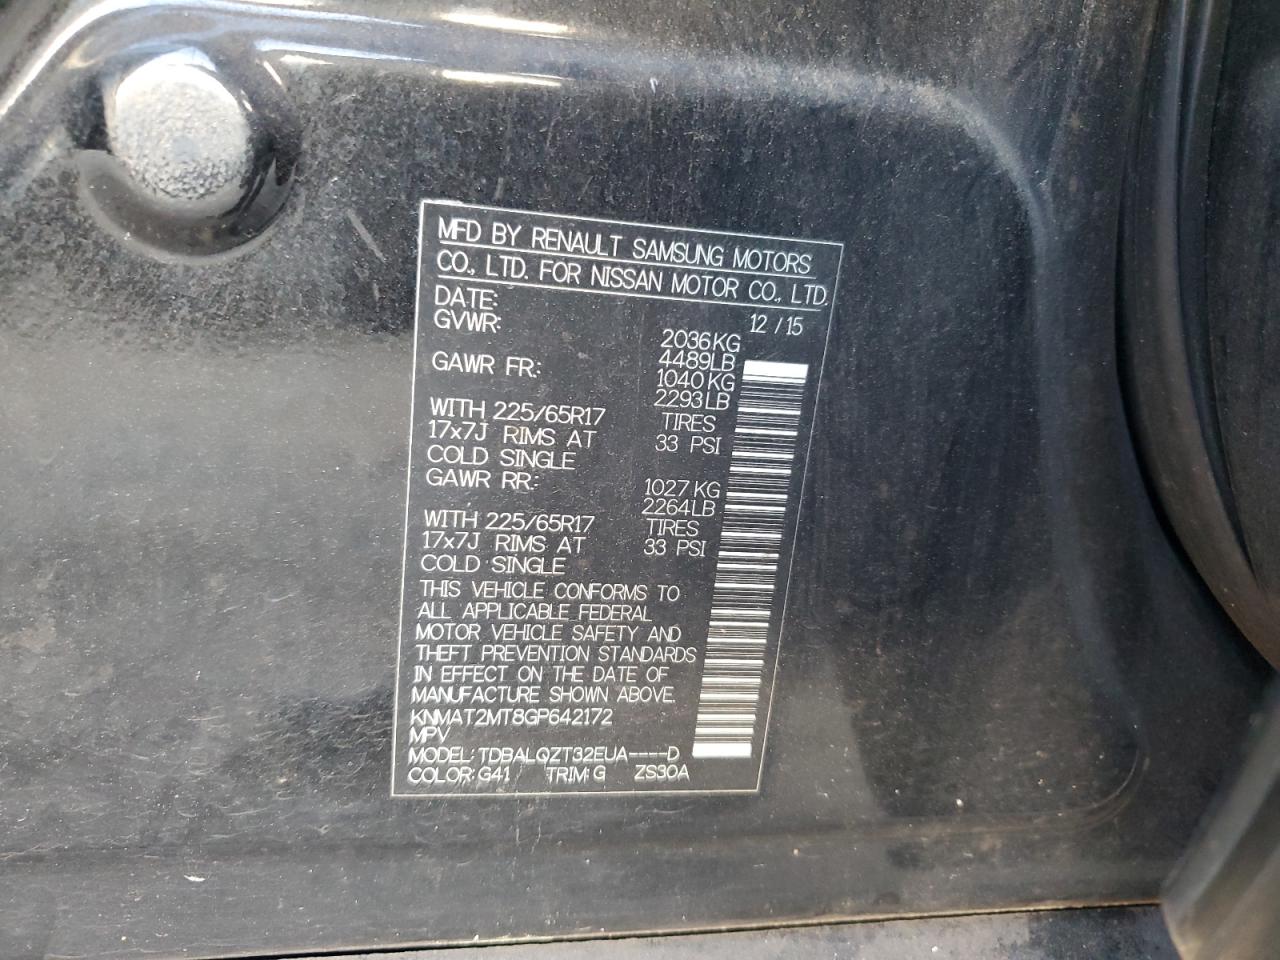 MFD BY RENAULT SAMSUNG MOTORS
CO., LTD. FOR NISSAN MOTOR CO., LTD.
DATE: 12 / 15
GVWR: 2036KG
4489LB
GAWR FR: 1040KG
2293LB
WITH 225/65R17 TIRES
17x7J RIMS AT 33 PSI
COLD SINGLE
GAWR RR: 1027KG
2264LB
WITH 225/65R17 TIRES
17x7J RIMS AT 33 PSI
COLD SINGLE
THIS VEHICLE CONFORMS TO
ALL APPLICABLE FEDERAL
MOTOR VEHICLE SAFETY AND
THEFT PREVENTION STANDARDS
IN EFFECT ON THE DATE OF
MANUFACTURE SHOWN ABOVE.
KNMAT2MT8GP642172
MPV
MODEL: TDBALQZT32EUA----D
COLOR: G41 TRIM: G ZS30A